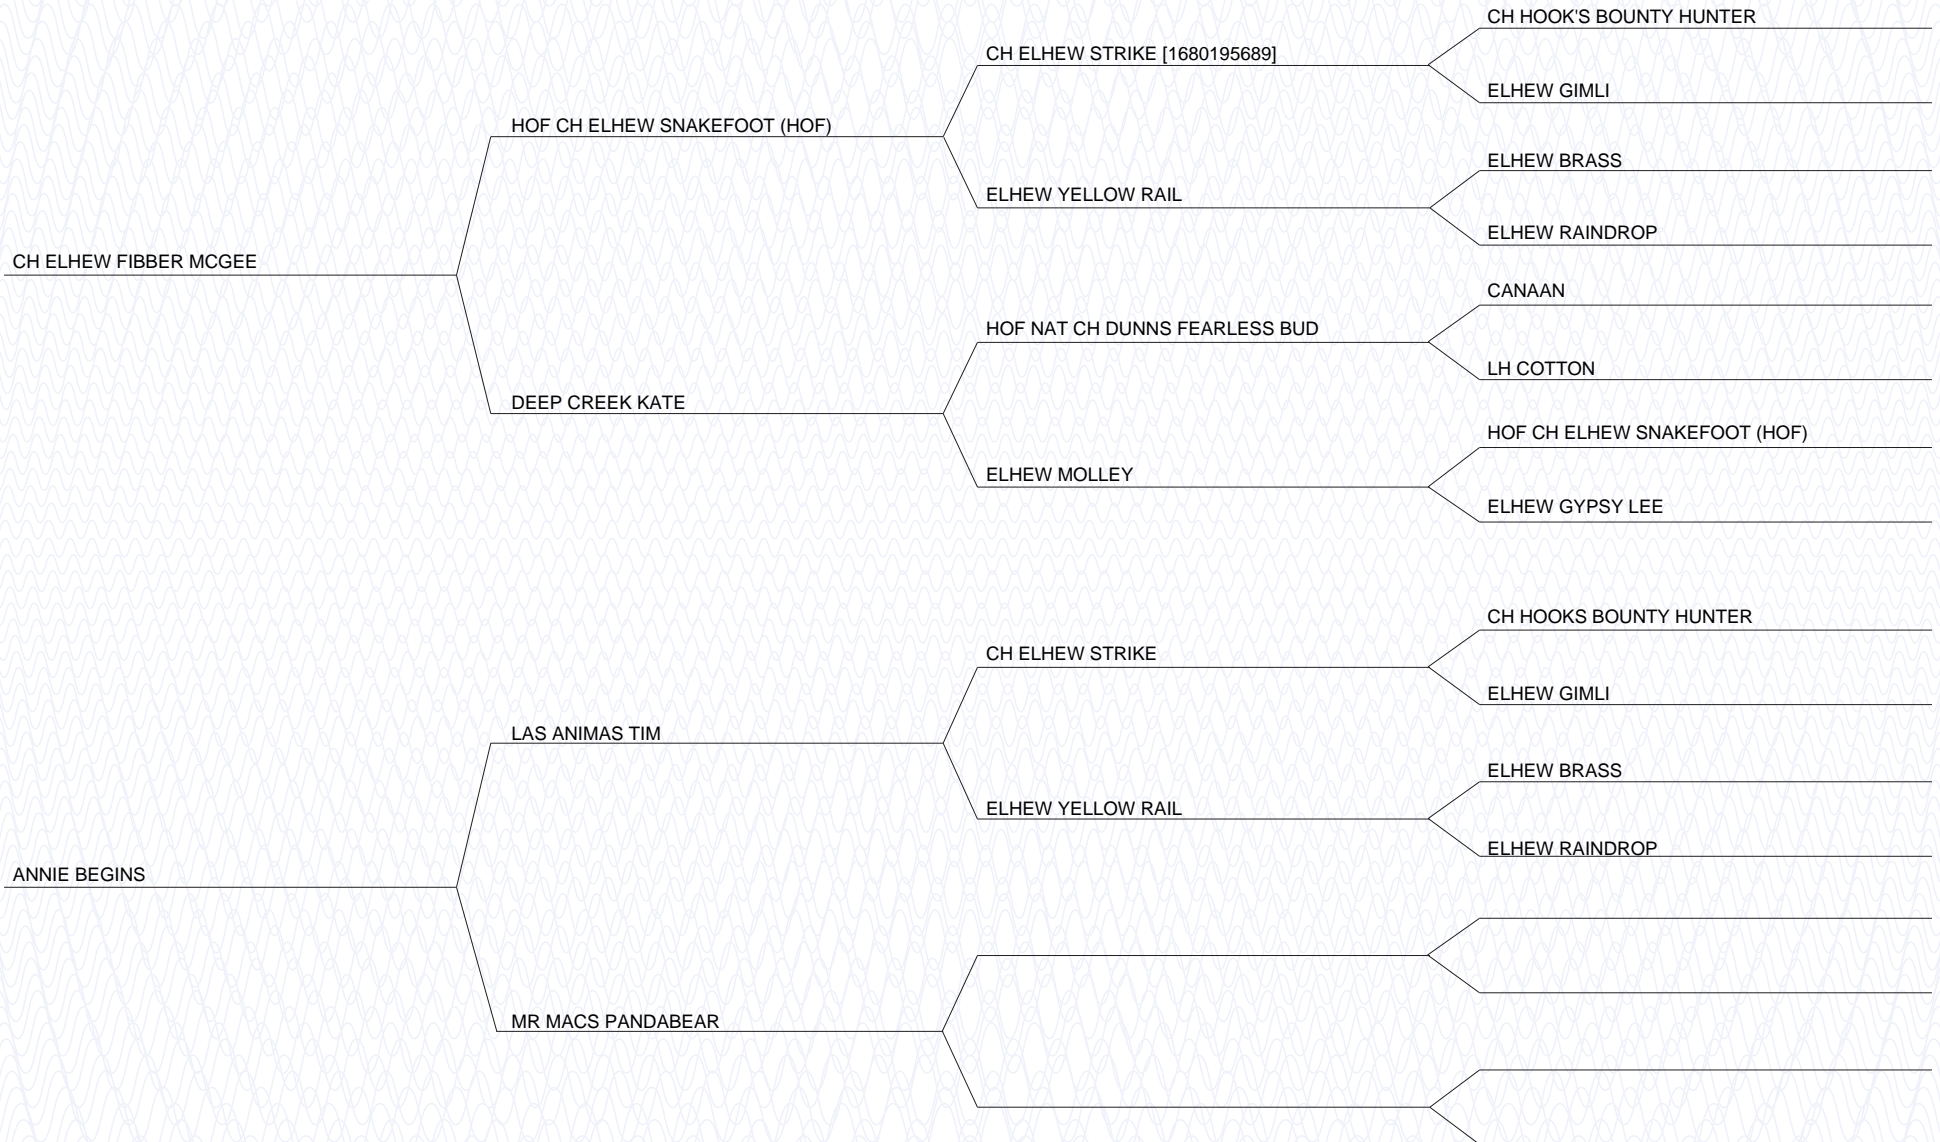 CH HOOK'S BOUNTY HUNTER
CH ELHEW STRIKE [1680195689]
ELHEW GIMLI
HOF CH ELHEW SNAKEFOOT (HOF)
ELHEW BRASS
ELHEW YELLOW RAIL
ELHEW RAINDROP
CH ELHEW FIBBER MCGEE
CANAAN
HOF NAT CH DUNNS FEARLESS BUD
LH COTTON
DEEP CREEK KATE
HOF CH ELHEW SNAKEFOOT (HOF)
ELHEW MOLLEY
ELHEW GYPSY LEE
CH HOOKS BOUNTY HUNTER
CH ELHEW STRIKE
ELHEW GIMLI
LAS ANIMAS TIM
ELHEW BRASS
ELHEW YELLOW RAIL
ELHEW RAINDROP
ANNIE BEGINS
MR MACS PANDABEAR